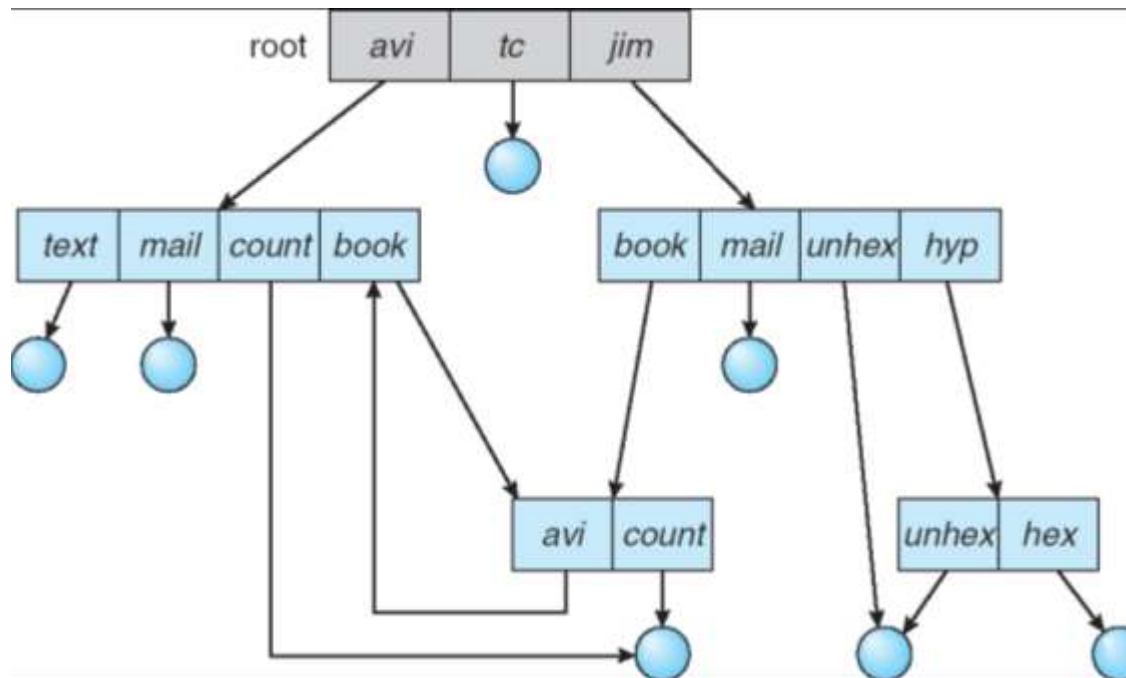 root avi tc jim
text mail count book book mail unhex hyp
avi count unhex hex